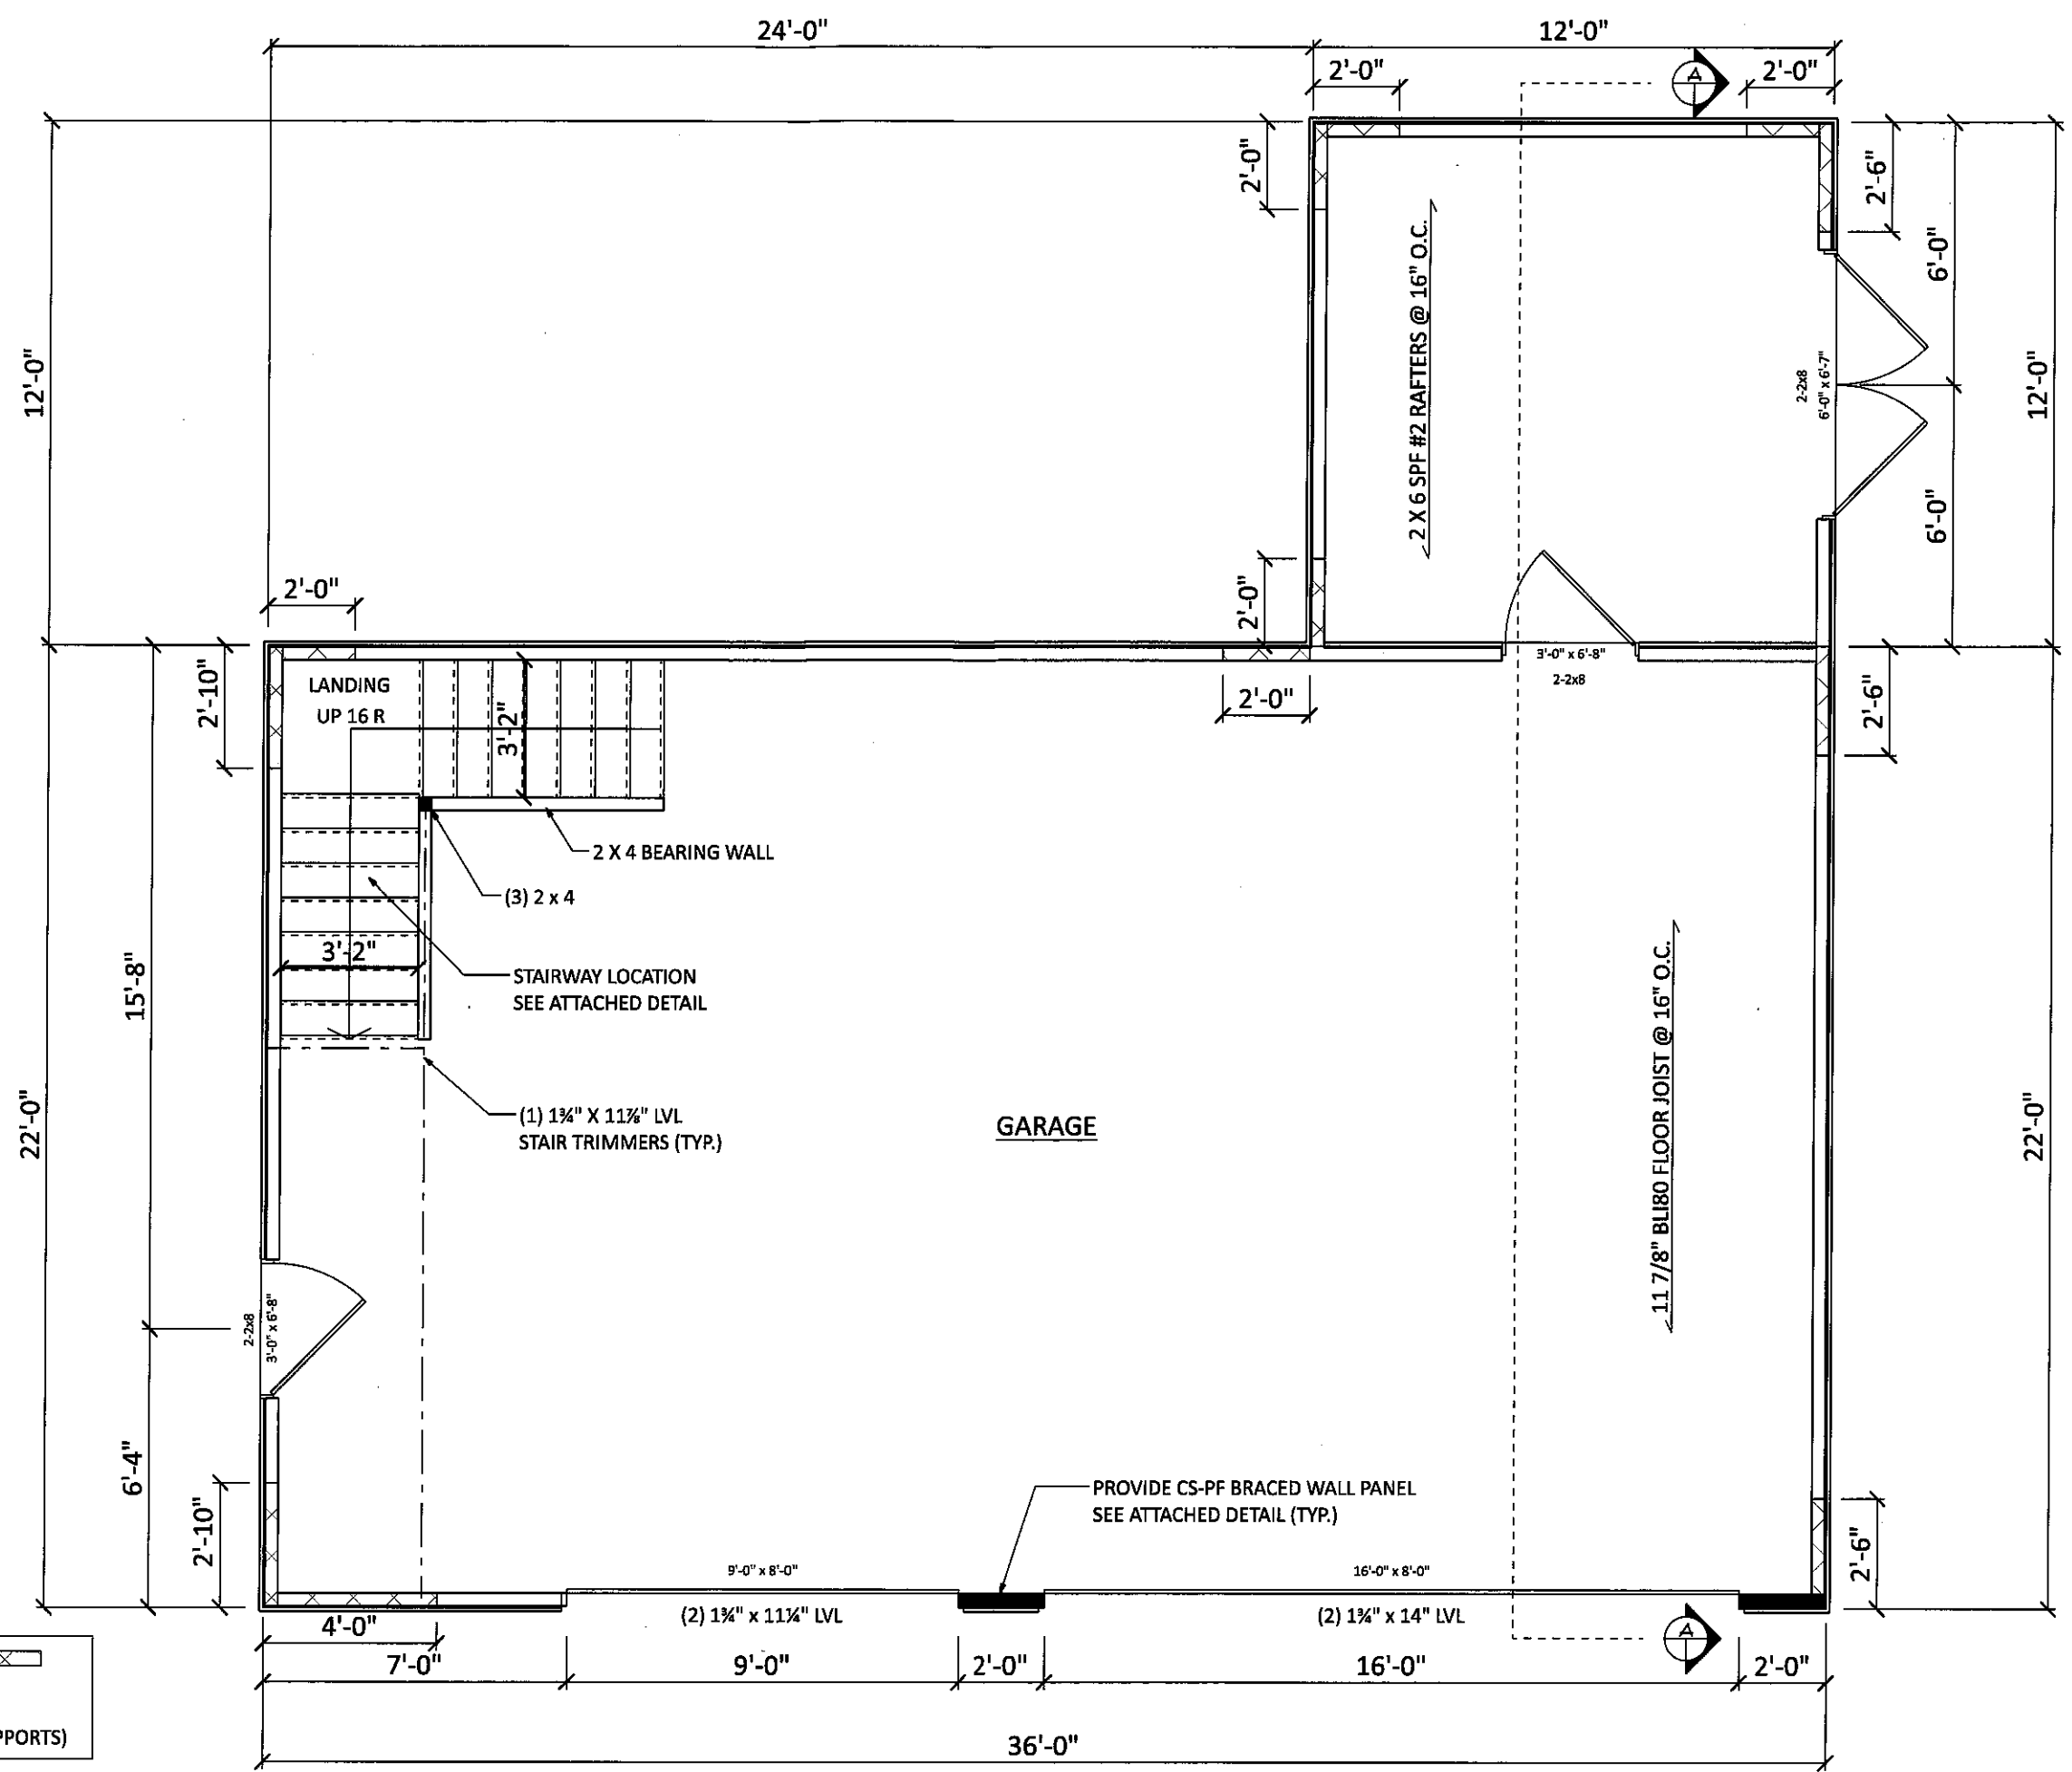 24'-0"
12'-0"
2'-0"
A
2'-0"
2'-0"
2'-6"
6'-0"
12'-0"
12'-0"
2 X 6 SPF #2 RAFTERS @ 16" O.C.
2-2x8
6'-0" x 6'-7"
6'-0"
2'-0"
2'-0"
3'-0" x 6'-8"
2-2x8
2'-10"
LANDING
UP 16 R
3'-2"
2'-0"
2'-6"
2 X 4 BEARING WALL
(3) 2 x 4
3'-2"
STAIRWAY LOCATION
SEE ATTACHED DETAIL
15'-8"
22'-0"
(1) 1¾" X 11⅞" LVL
STAIR TRIMMERS (TYP.)
GARAGE
11 7/8" BLI80 FLOOR JOIST @ 16" O.C.
22'-0"
2-2x8
3'-0" x 6'-8"
6'-4"
2'-10"
PROVIDE CS-PF BRACED WALL PANEL
SEE ATTACHED DETAIL (TYP.)
2'-6"
9'-0" x 8'-0"
16'-0" x 8'-0"
(2) 1¾" x 11¼" LVL
(2) 1¾" x 14" LVL
A
4'-0"
7'-0"
9'-0"
2'-0"
16'-0"
2'-0"
PPORTS)
36'-0"